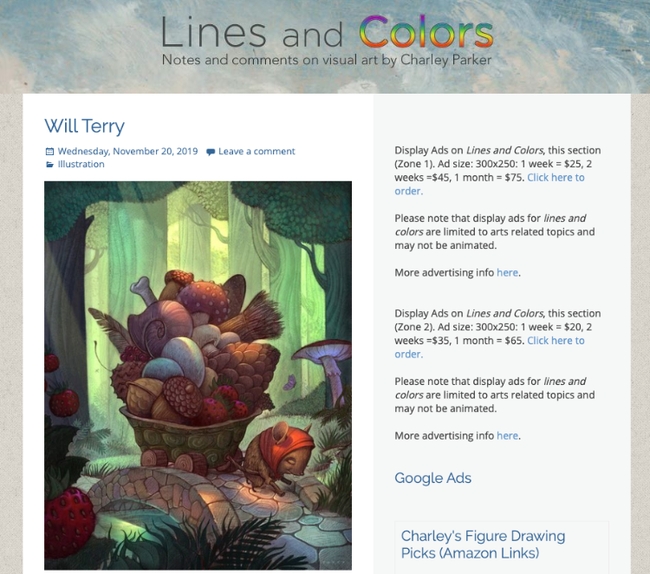 Lines and Colors
Notes and comments on visual art by Charley Parker
Will Terry
Wednesday, November 20, 2019 Leave a comment
Illustration
Display Ads on Lines and Colors, this section
(Zone 1). Ad size: 300x250: 1 week = $25, 2
weeks =$45, 1 month = $75. Click here to
order.
Please note that display ads for lines and
colors are limited to arts related topics and
may not be animated.
More advertising info here.
Display Ads on Lines and Colors, this section
(Zone 2). Ad size: 300x250: 1 week = $20, 2
weeks =$35, 1 month = $65. Click here to
order.
Please note that display ads for lines and
colors are limited to arts related topics and
may not be animated.
More advertising info here.
Google Ads
Charley's Figure Drawing
Picks (Amazon Links)